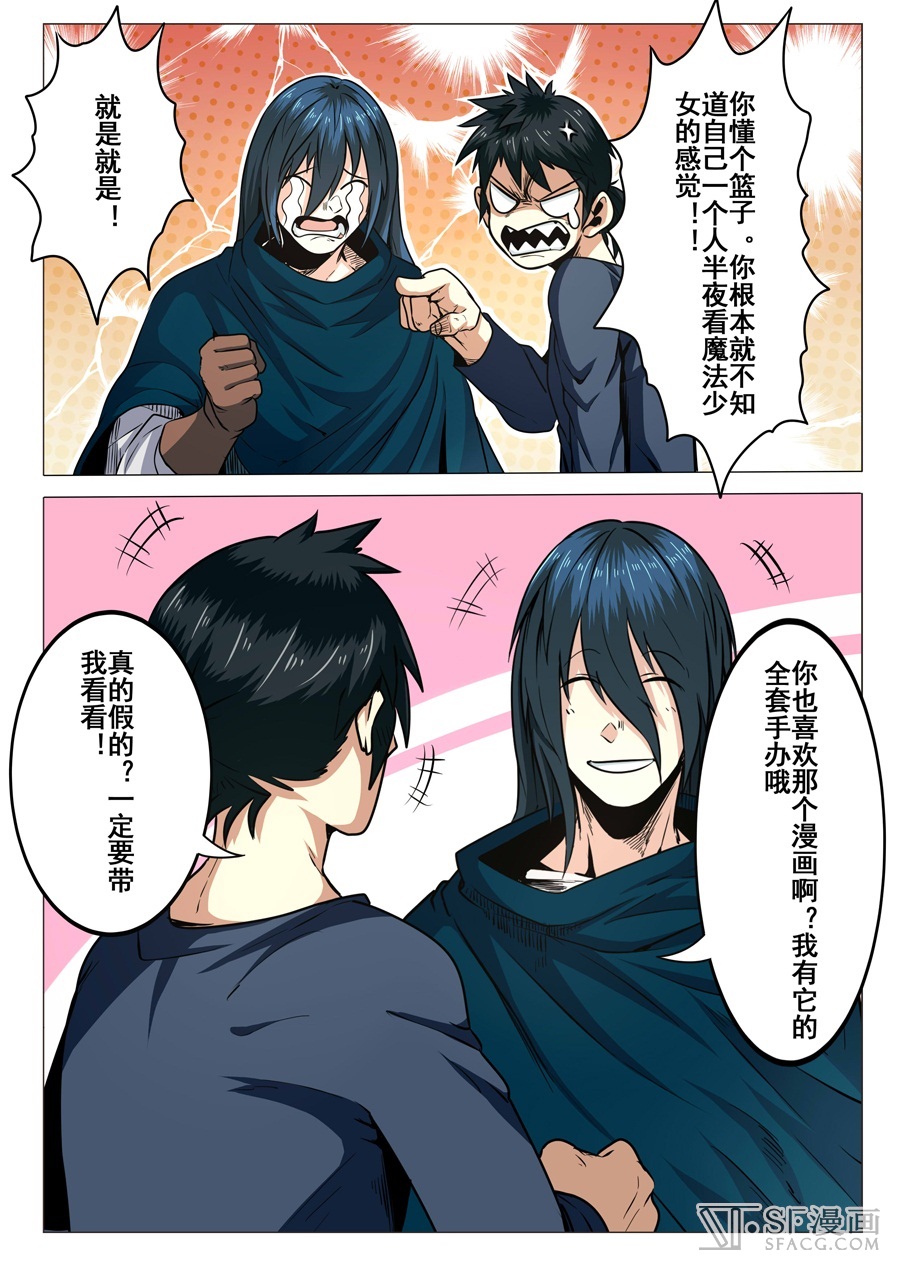 你懂个篮子。你根本就不知
道自己一个人半夜看魔法少
女的感觉！！
就是就是！
你也喜欢那个漫画啊？我有它的
全套手办哦
真的假的？一定要带
我看看！
SF漫画
SFACG.COM